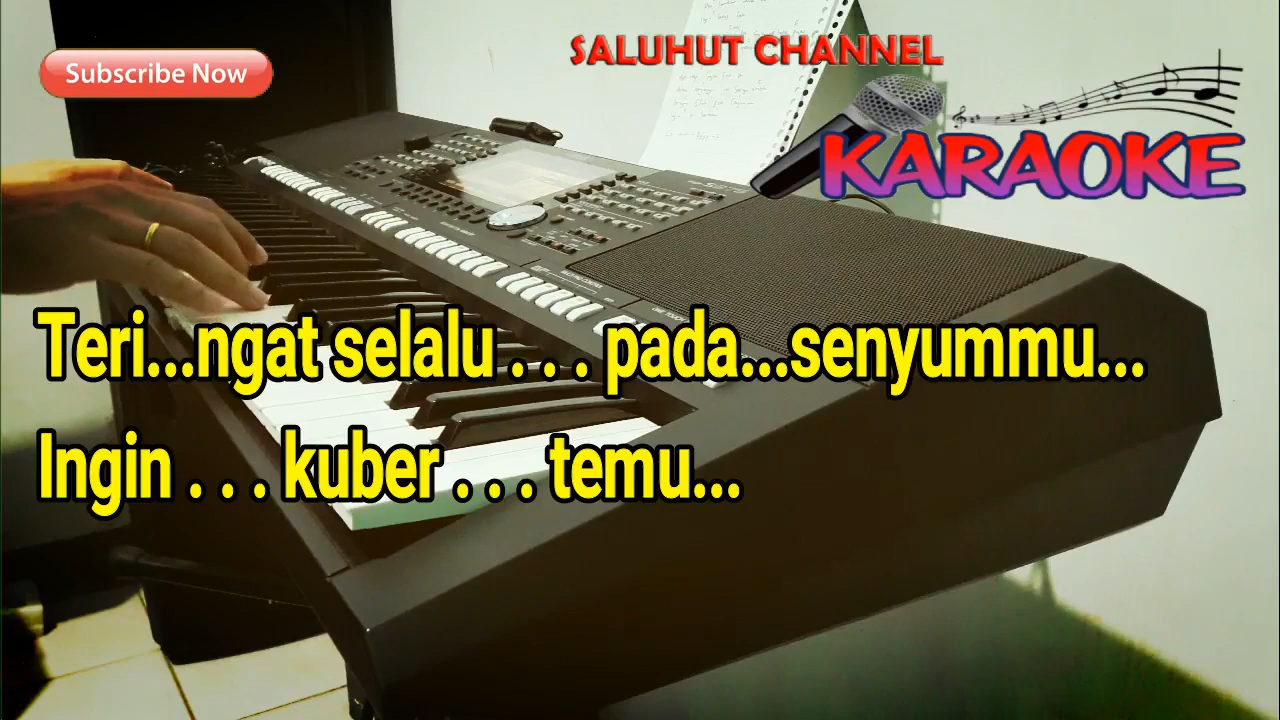 Subscribe Now
SALUHUT CHANNEL
KARAOKE
Teri...ngat selalu . . . pada...senyummu...
Ingin . . . kuber . . . temu...